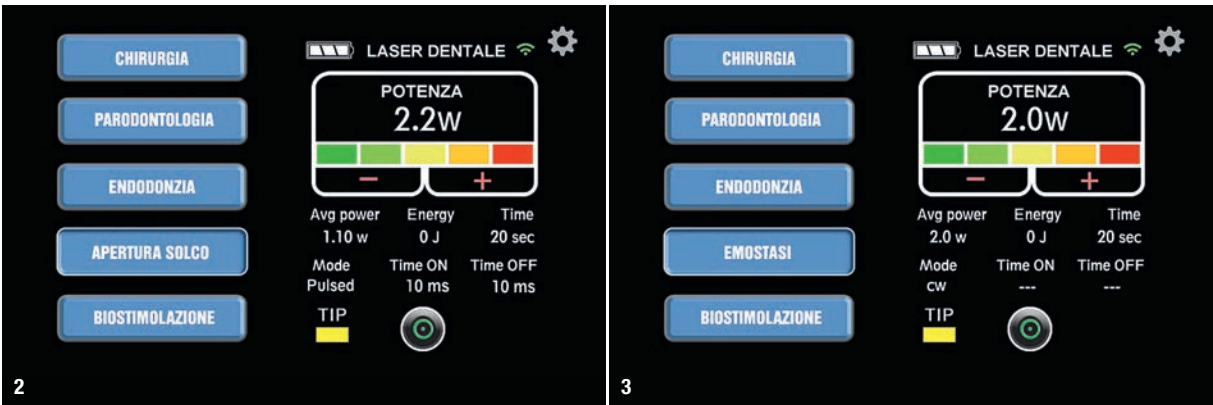 CHIRURGIA
PARODONTOLOGIA
ENDODONZIA
APERTURA SOLCO
BIOSTIMOLAZIONE
LASER DENTALE
POTENZA
2.2W
− +
Avg power Energy Time
1.10 w 0 J 20 sec
Mode Time ON Time OFF
Pulsed 10 ms 10 ms
TIP
2
CHIRURGIA
PARODONTOLOGIA
ENDODONZIA
EMOSTASI
BIOSTIMOLAZIONE
LASER DENTALE
POTENZA
2.0W
− +
Avg power Energy Time
2.0 w 0 J 20 sec
Mode Time ON Time OFF
CW --- ---
TIP
3